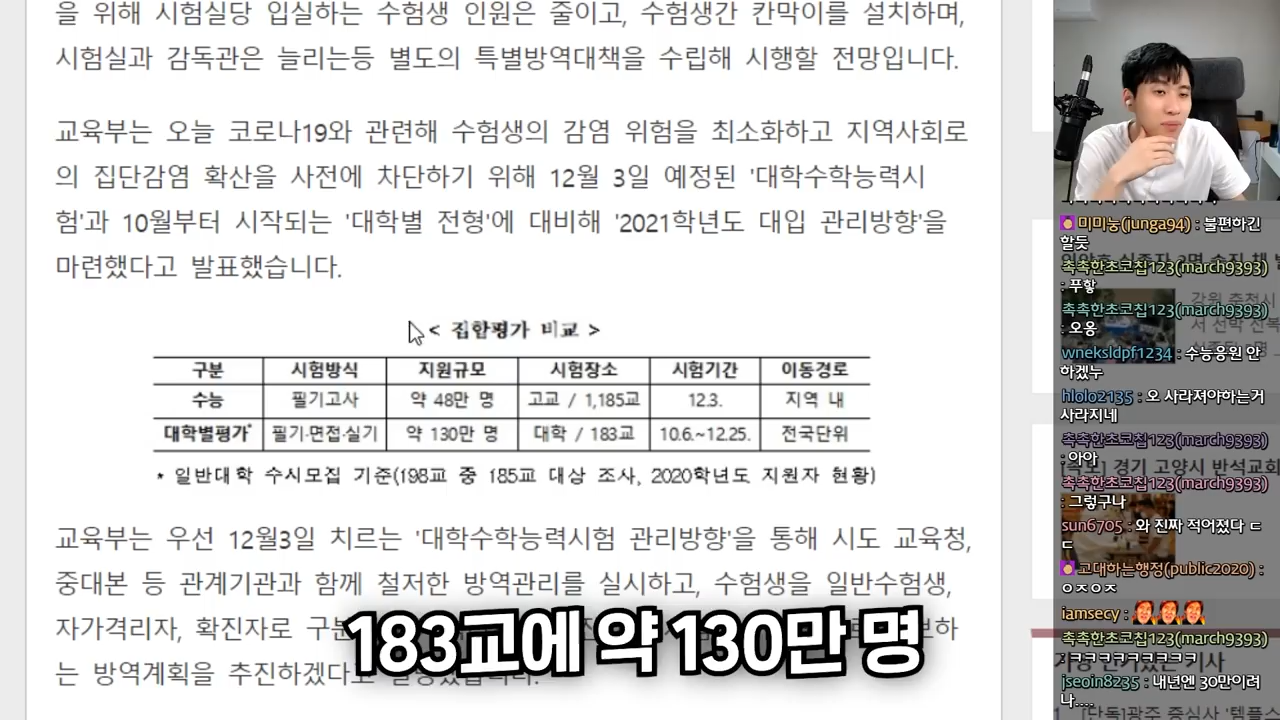 을 위해 시험실당 입실하는 수험생 인원은 줄이고, 수험생간 칸막이를 설치하며,
시험실과 감독관은 늘리는등 별도의 특별방역대책을 수립해 시행할 전망입니다.
교육부는 오늘 코로나19와 관련해 수험생의 감염 위험을 최소화하고 지역사회로
의 집단감염 확산을 사전에 차단하기 위해 12월 3일 예정된 '대학수학능력시
험'과 10월부터 시작되는 '대학별 전형'에 대비해 '2021학년도 대입 관리방향'을
마련했다고 발표했습니다.
< 집합평가 비교 >
구분 시험방식 지원규모 시험장소 시험기간 이동경로
수능 필기고사 약 48만 명 고교 / 1,185교 12.3. 지역 내
대학별평가* 필기·면접·실기 약 130만 명 대학 / 183교 10.6.~12.25. 전국단위
* 일반대학 수시모집 기준(198교 중 185교 대상 조사, 2020학년도 지원자 현황)
교육부는 우선 12월3일 치르는 '대학수학능력시험 관리방향'을 통해 시도 교육청,
중대본 등 관계기관과 함께 철저한 방역관리를 실시하고, 수험생을 일반수험생,
자가격리자, 확진자로 구분
는 방역계획을 추진하겠다고
183교에 약 130만 명
미미눙(junga94) : 불편하긴
할듯
촉촉한초코칩123(march9393)
: 푸핳
촉촉한초코칩123(march9393)
: 오옹
wneksldpf1234 : 수능응원 안
하겠누
hlolo2135 : 오 사라져야하는거
사라지네
촉촉한초코칩123(march9393)
: 아아
촉촉한초코칩123(march9393)
: 그렇구나
sun6705 : 와 진짜 적어졌다 ㄷ
ㄷ
고대하는행정(public2020) :
ㅇㅈㅇㅈ
iamsecy :
촉촉한초코칩123(march9393)
: ㅋㅋㅋㅋㅋㅋㅋㅋㅋ
jseoin8235 : 내년엔 30만이려
나....
경기 고양시 반석교회